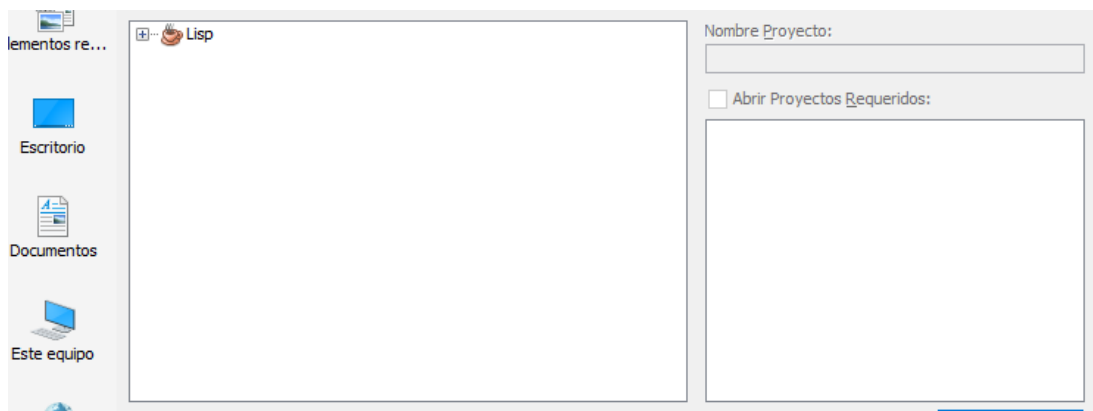 lementos re...
Escritorio
Documentos
Este equipo
Lisp
Nombre Proyecto:
Abrir Proyectos Requeridos: